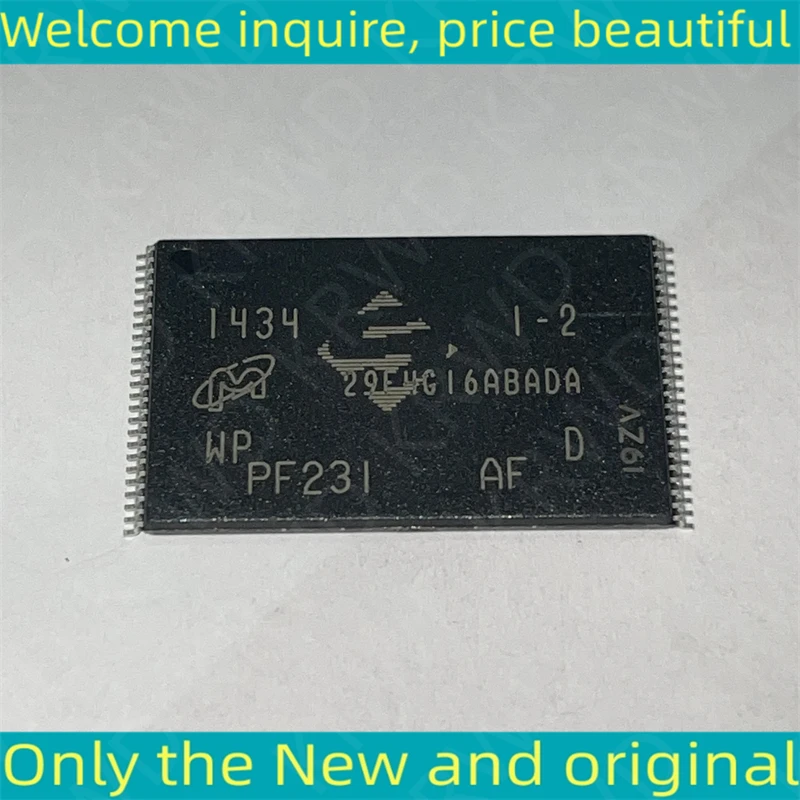 Welcome inquire, price beautiful
1434 1-2
29F4G16ABADA
WP D
PF231 AF
19ZV
Only the New and original